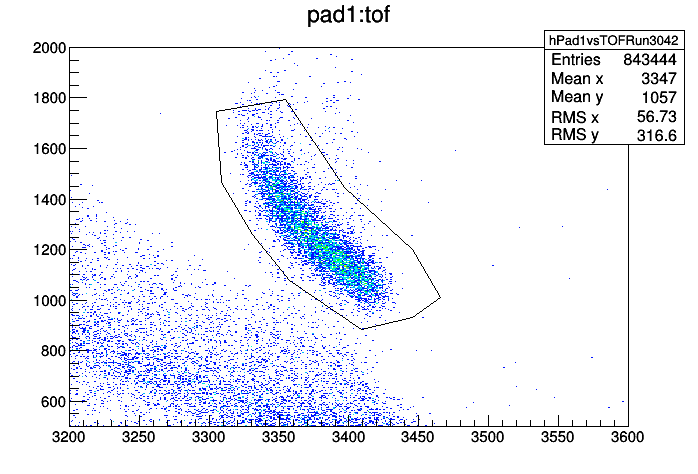 pad1:tof
hPad1vsTOFRun3042
Entries 843444
Mean x 3347
Mean y 1057
RMS x 56.73
RMS y 316.6
2000
1800
1600
1400
1200
1000
800
600
3200 3250 3300 3350 3400 3450 3500 3550 3600